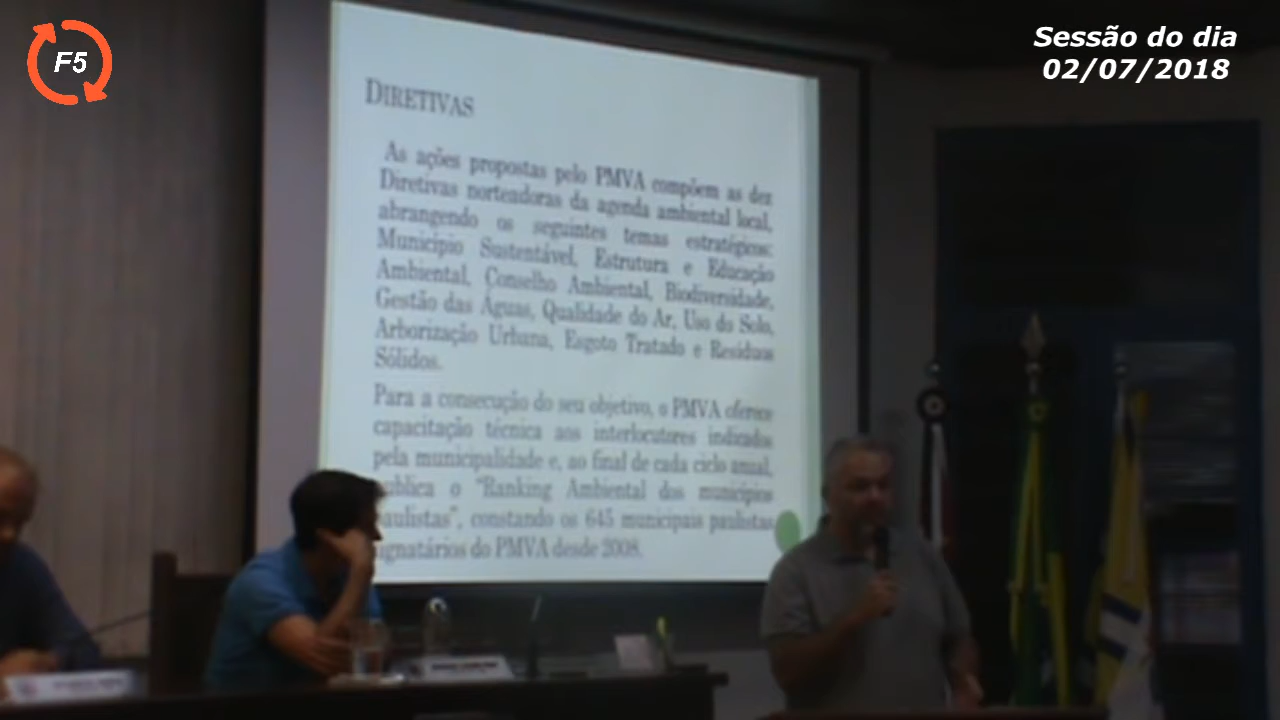 F5
Sessão do dia
02/07/2018
DIRETIVAS
As ações propostas pelo PMVA compõem as dez
Diretivas norteadoras da agenda ambiental local,
abrangendo os seguintes temas estratégicos:
Município Sustentável, Estrutura e Educação
Ambiental, Conselho Ambiental, Biodiversidade,
Gestão das Águas, Qualidade do Ar, Uso do Solo,
Arborização Urbana, Esgoto Tratado e Resíduos
Sólidos.
Para a consecução do seu objetivo, o PMVA oferece
capacitação técnica aos interlocutores indicados
pela municipalidade e, ao final de cada ciclo anual,
ublica o "Ranking Ambiental dos municípios
aulistas", constando os 645 municipais paulistas
ignatários do PMVA desde 2008.